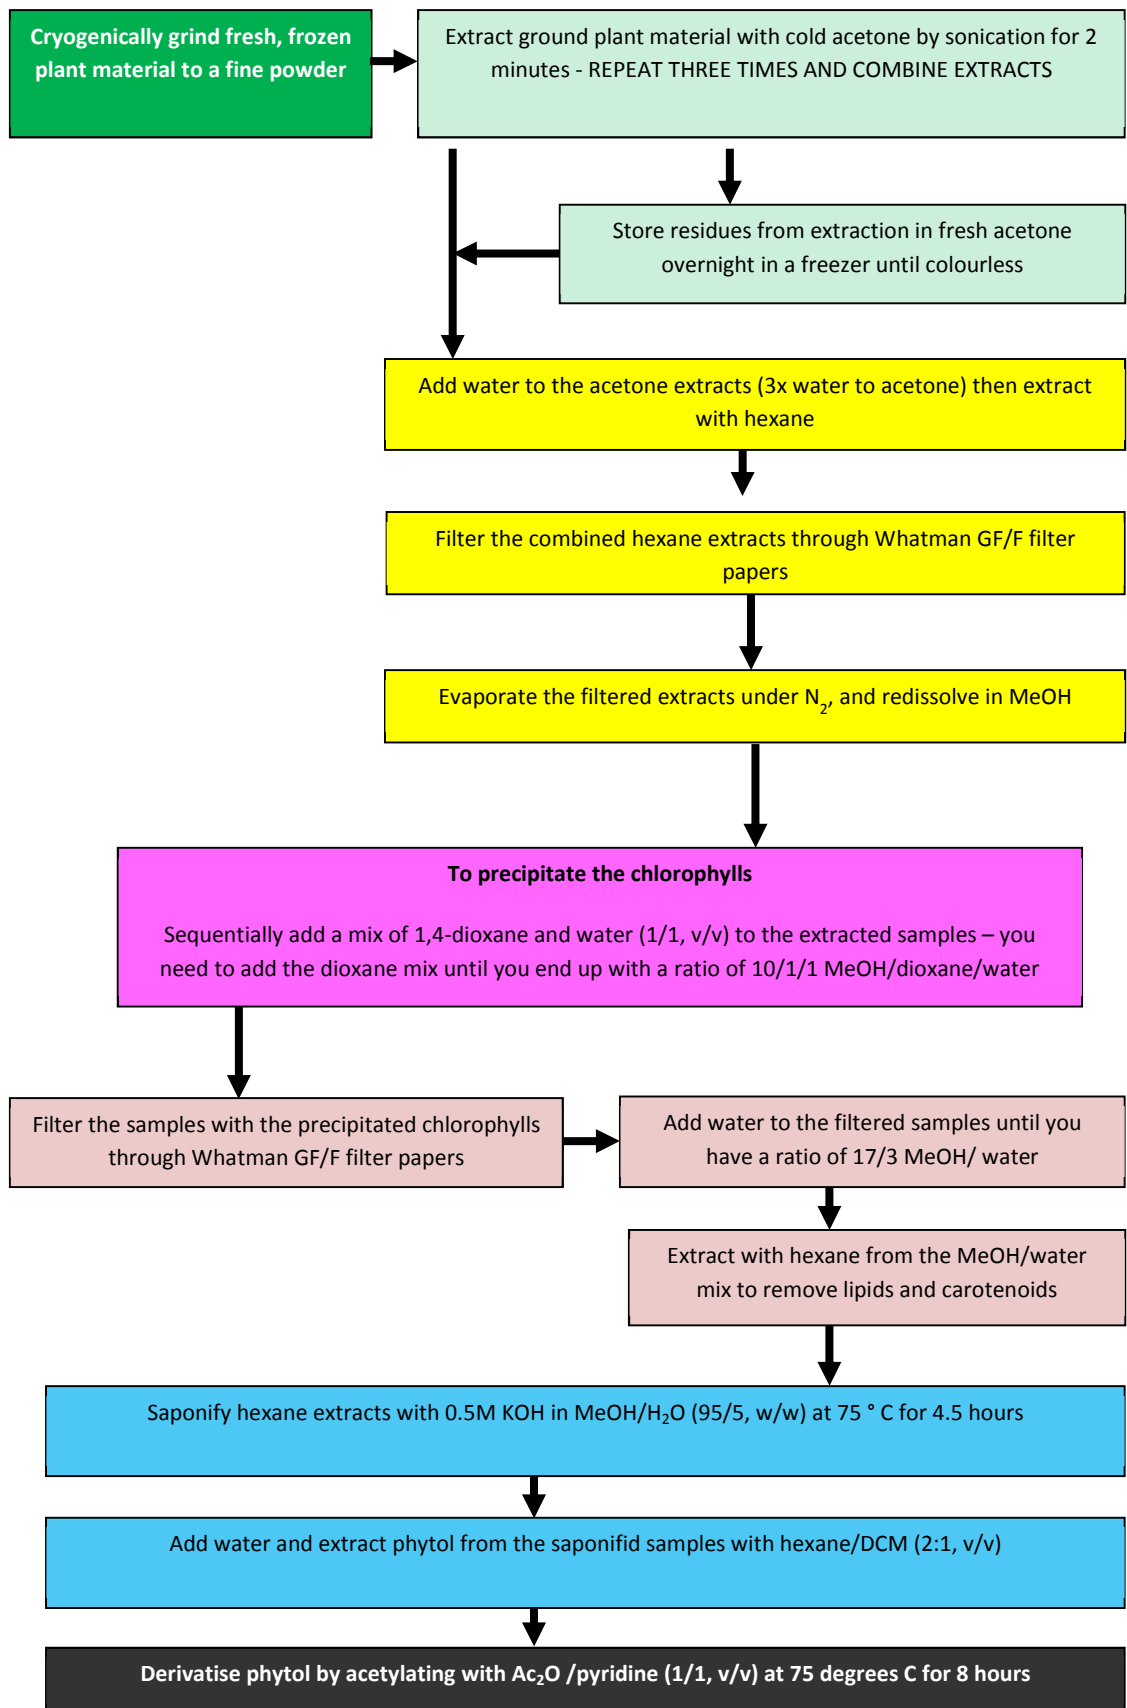 Cryogenically grind fresh, frozen
plant material to a fine powder
Extract ground plant material with cold acetone by sonication for 2
minutes - REPEAT THREE TIMES AND COMBINE EXTRACTS
Store residues from extraction in fresh acetone
overnight in a freezer until colourless
Add water to the acetone extracts (3x water to acetone) then extract
with hexane
Filter the combined hexane extracts through Whatman GF/F filter
papers
Evaporate the filtered extracts under N₂, and redissolve in MeOH
To precipitate the chlorophylls
Sequentially add a mix of 1,4-dioxane and water (1/1, v/v) to the extracted samples – you
need to add the dioxane mix until you end up with a ratio of 10/1/1 MeOH/dioxane/water
Filter the samples with the precipitated chlorophylls
through Whatman GF/F filter papers
Add water to the filtered samples until you
have a ratio of 17/3 MeOH/ water
Extract with hexane from the MeOH/water
mix to remove lipids and carotenoids
Saponify hexane extracts with 0.5M KOH in MeOH/H₂O (95/5, w/w) at 75 ° C for 4.5 hours
Add water and extract phytol from the saponifid samples with hexane/DCM (2:1, v/v)
Derivatise phytol by acetylating with Ac₂O /pyridine (1/1, v/v) at 75 degrees C for 8 hours